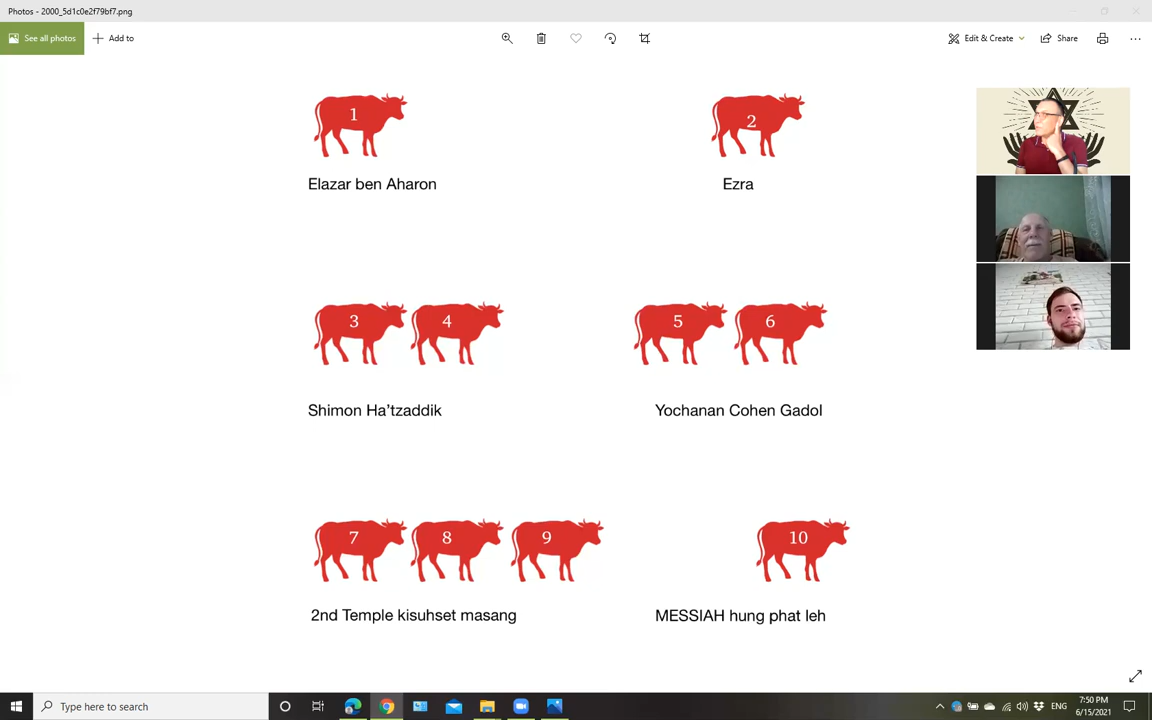 Photos - 2000_5d1c0e2f79bf7.png
See all photos
Add to
Edit & Create
Share
1
2
Elazar ben Aharon
Ezra
3
4
5
6
Shimon Ha'tzaddik
Yochanan Cohen Gadol
7
8
9
10
2nd Temple kisuhset masang
MESSIAH hung phat leh
Type here to search
ENG
7:50 PM
6/15/2021